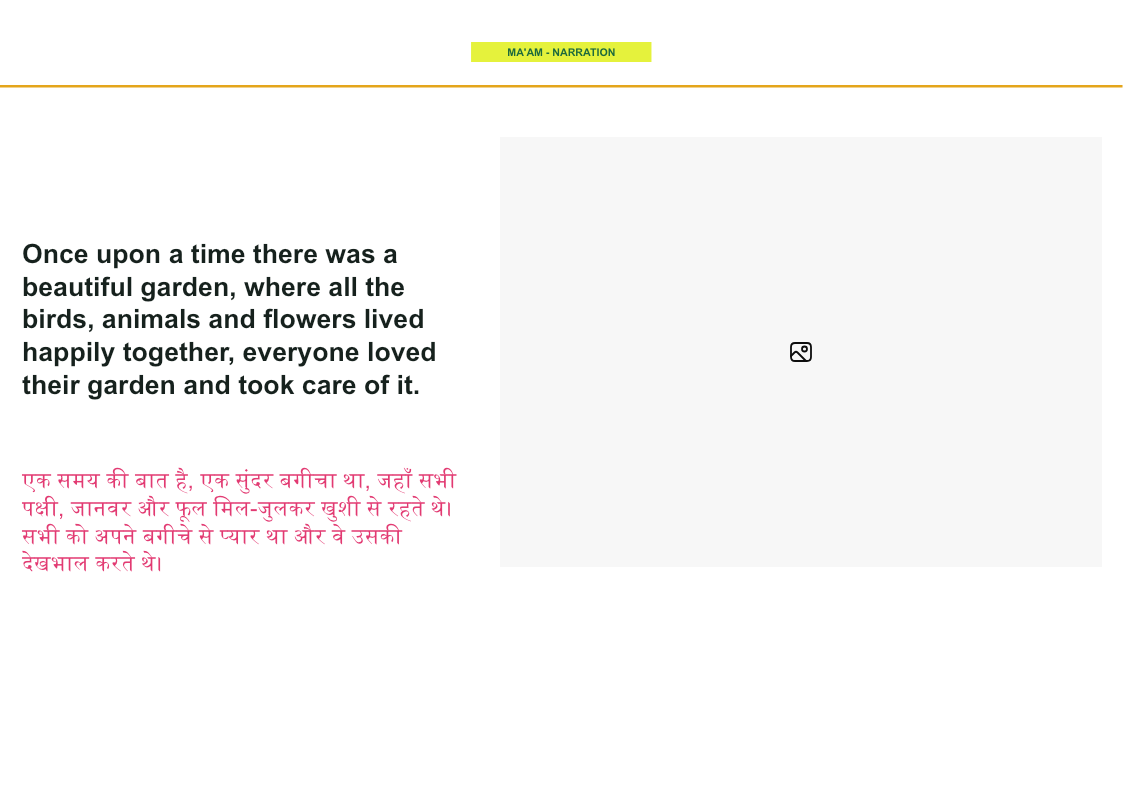 MA'AM - NARRATION
Once upon a time there was a
beautiful garden, where all the
birds, animals and flowers lived
happily together, everyone loved
their garden and took care of it.
एक समय की बात है, एक सुंदर बगीचा था, जहाँ सभी
पक्षी, जानवर और फूल मिल-जुलकर खुशी से रहते थे।
सभी को अपने बगीचे से प्यार था और वे उसकी
देखभाल करते थे।